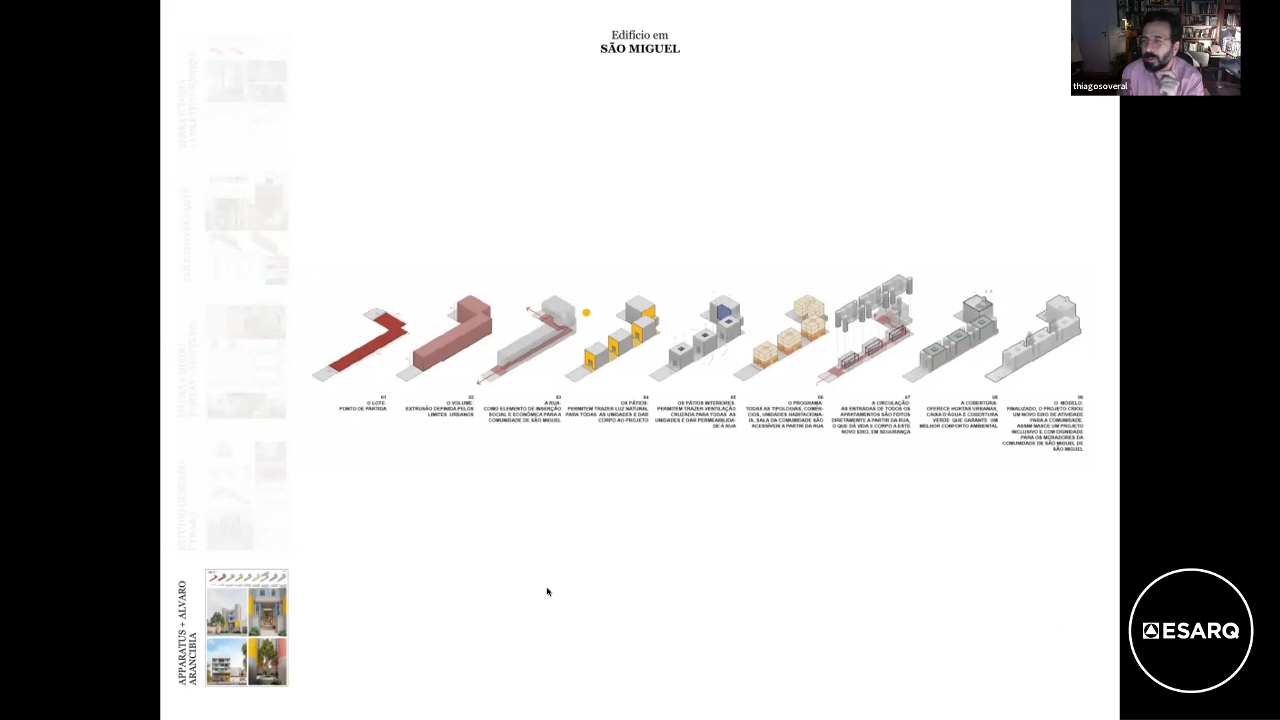 Edifício em
SÃO MIGUEL
thiagosoveral
01
O LOTE:
PONTO DE PARTIDA
02
O VOLUME:
EXTRUSÃO DEFINIDA PELOS
LIMITES URBANOS
03
A RUA:
COMO ELEMENTO DE INSERÇÃO
SOCIAL E ECONÔMICA PARA A
COMUNIDADE DE SÃO MIGUEL
04
OS PÁTIOS:
PERMITEM TRAZER LUZ NATURAL
PARA TODAS AS UNIDADES E DAR
CORPO AO PROJETO
05
OS PÁTIOS INTERIORES:
PERMITEM TRAZER VENTILAÇÃO
CRUZADA PARA TODAS AS
UNIDADES E DAR PERMEABILIDA-
DE À RUA
06
O PROGRAMA:
TODAS AS TIPOLOGIAS, COMÉR-
CIOS, UNIDADES HABITACIONA-
IS, SALA DA COMUNIDADE SÃO
ACESSÍVEIS A PARTIR DA RUA
07
A CIRCULAÇÃO:
AS ENTRADAS DE TODOS OS
APARTAMENTOS SÃO FEITOS
DIRETAMENTE A PARTIR DA RUA,
O QUE DÁ VIDA E CORPO A ESTE
NOVO EIXO, EM SEGURANÇA
08
A COBERTURA:
OFERECE HORTAS URBANAS,
CAIXA D'ÁGUA E COBERTURA
VERDE QUE GARANTE UM
MELHOR CONFORTO AMBIENTAL
09
O MODELO:
FINALIZADO, O PROJETO CRIOU
UM NOVO EIXO DE ATIVIDADE
PARA A COMUNIDADE.
ASSIM NASCE UM PROJETO
INCLUSIVO E COM DIGNIDADE
PARA OS MORADORES DA
COMUNIDADE DE SÃO MIGUEL DE
SÃO MIGUEL
APPARATUS + ALVARO
ARANCIBIA
ESARQ